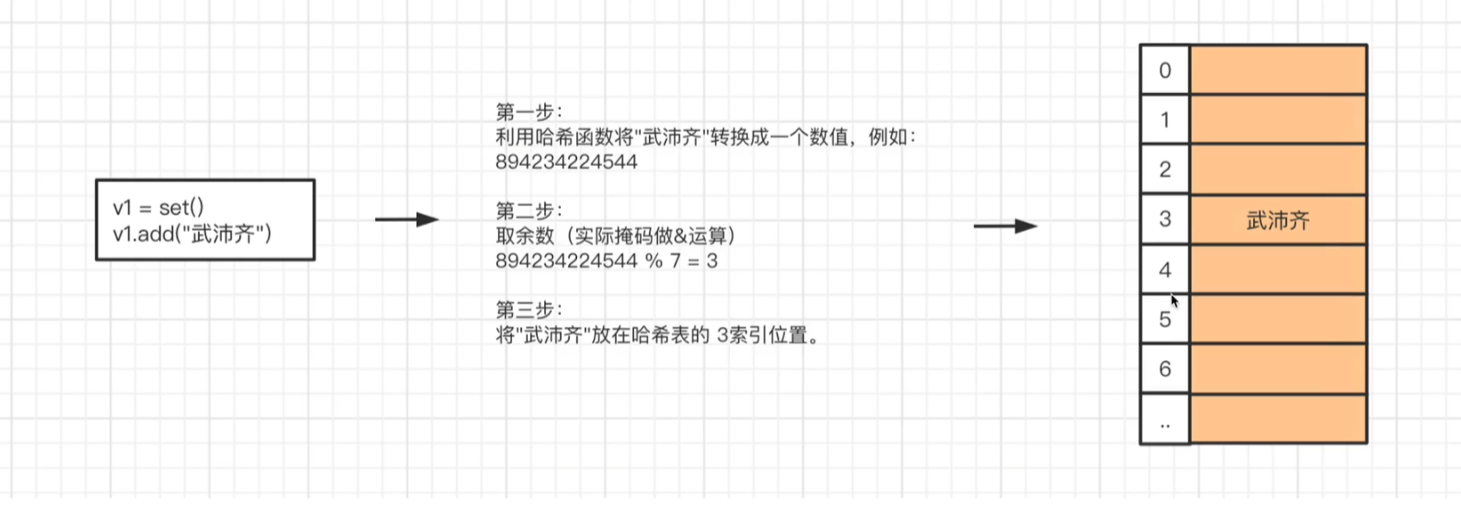 v1 = set()
v1.add("武沛齐")
第一步：
利用哈希函数将"武沛齐"转换成一个数值，例如：
894234224544
第二步：
取余数（实际掩码做&运算）
894234224544 % 7 = 3
第三步：
将"武沛齐"放在哈希表的 3索引位置。
0
1
2
3 武沛齐
4
5
6
..